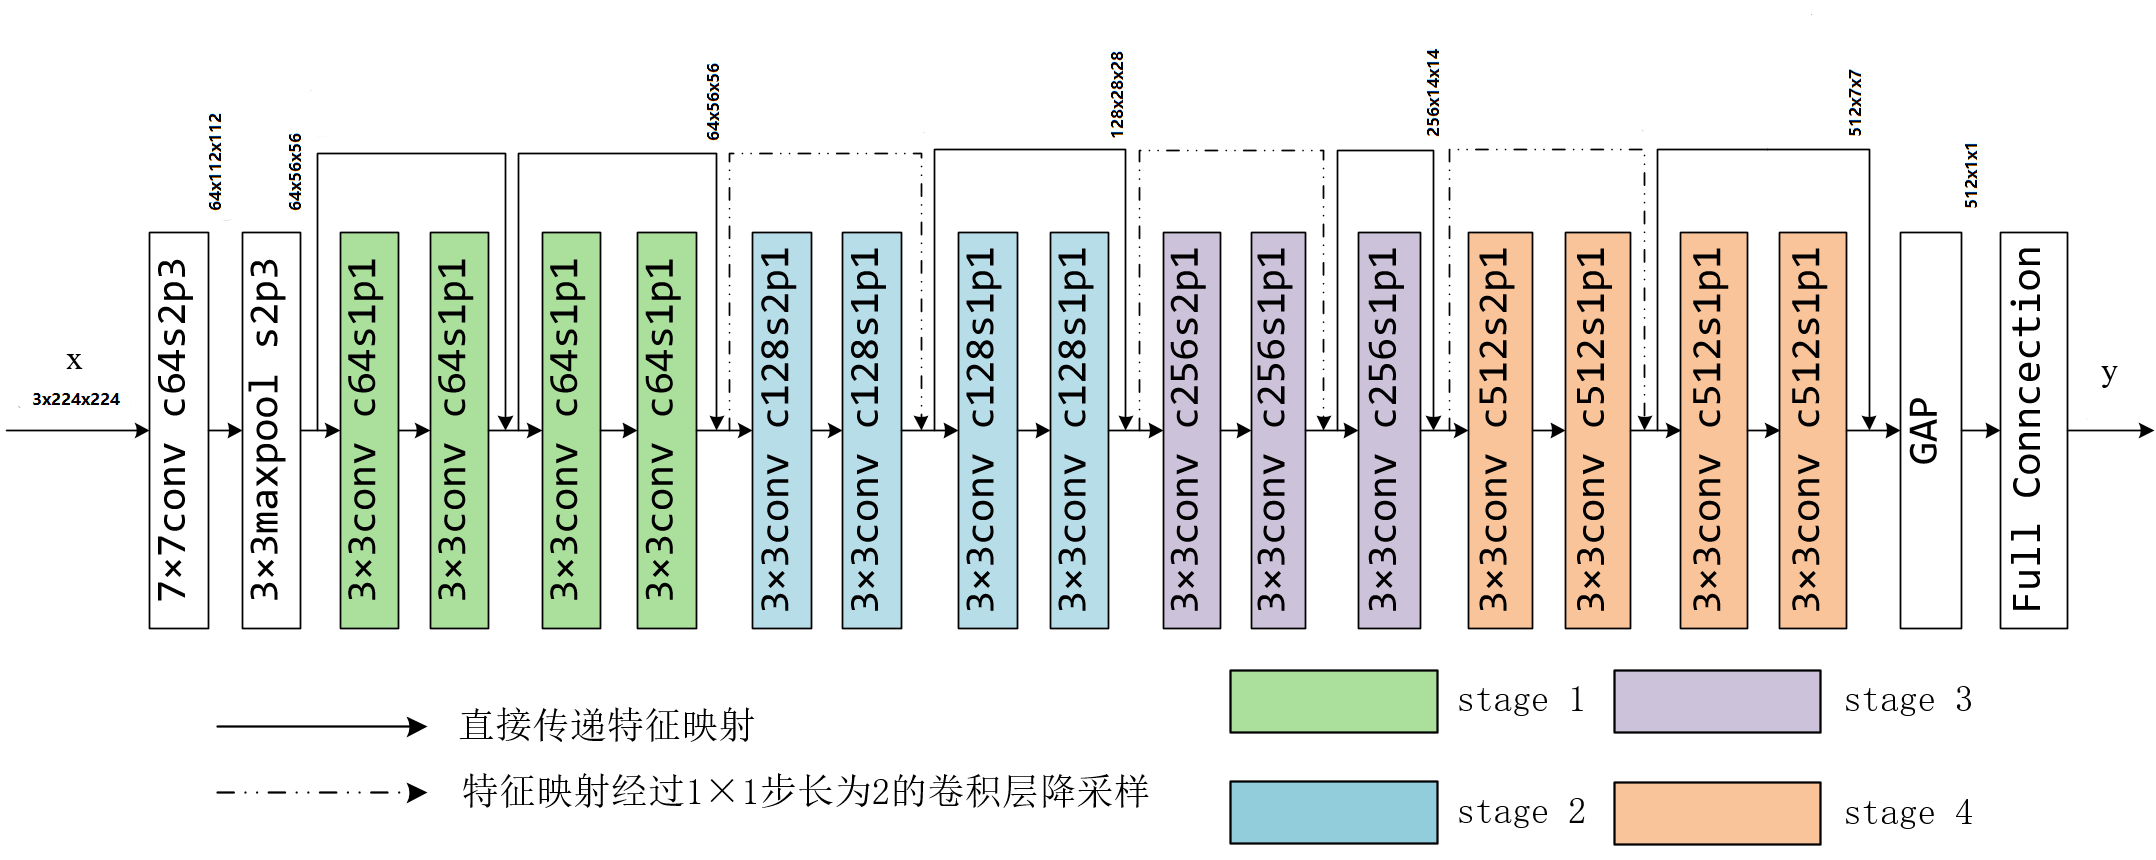 64x112x112
64x56x56
64x56x56
128x28x28
256x14x14
512x7x7
512x1x1
x
3x224x224
7×7conv c64s2p3
3×3maxpool s2p3
3×3conv c64s1p1
3×3conv c64s1p1
3×3conv c64s1p1
3×3conv c64s1p1
3×3conv c128s2p1
3×3conv c128s1p1
3×3conv c128s1p1
3×3conv c128s1p1
3×3conv c256s2p1
3×3conv c256s1p1
3×3conv c256s1p1
3×3conv c512s2p1
3×3conv c512s1p1
3×3conv c512s1p1
3×3conv c512s1p1
GAP
Full Conncection
y
直接传递特征映射
特征映射经过1×1步长为2的卷积层降采样
stage 1
stage 3
stage 2
stage 4